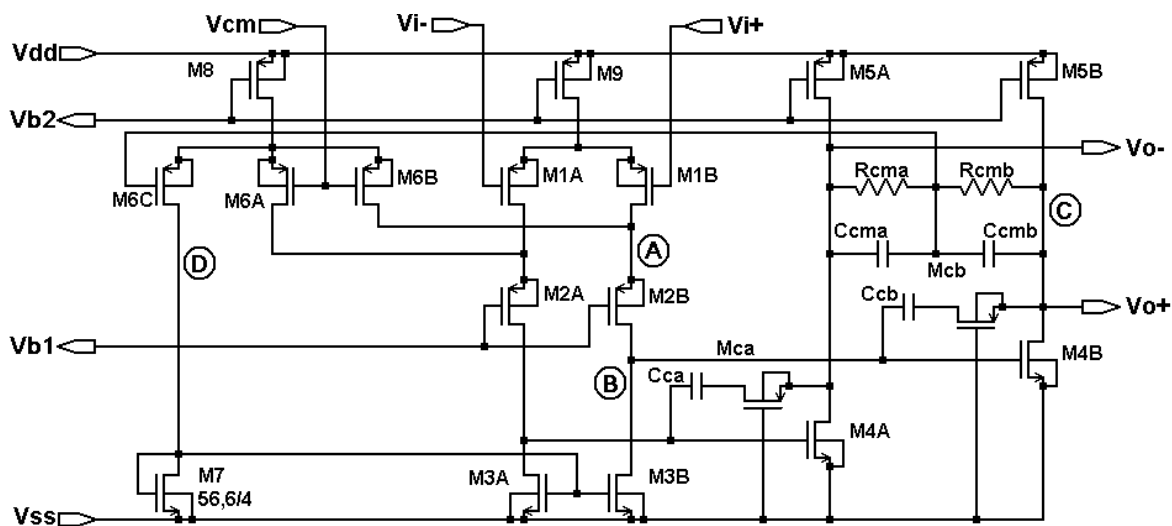 Vcm
Vi-
Vi+
Vdd
M8
M9
M5A
M5B
Vb2
Vo-
M6C
M6A
M6B
M1A
M1B
Rcma
Rcmb
C
Ccma
Ccmb
D
A
Mcb
M2A
M2B
Ccb
Vo+
Vb1
Mca
M4B
B
Cca
M4A
M7
56,6/4
M3A
M3B
Vss